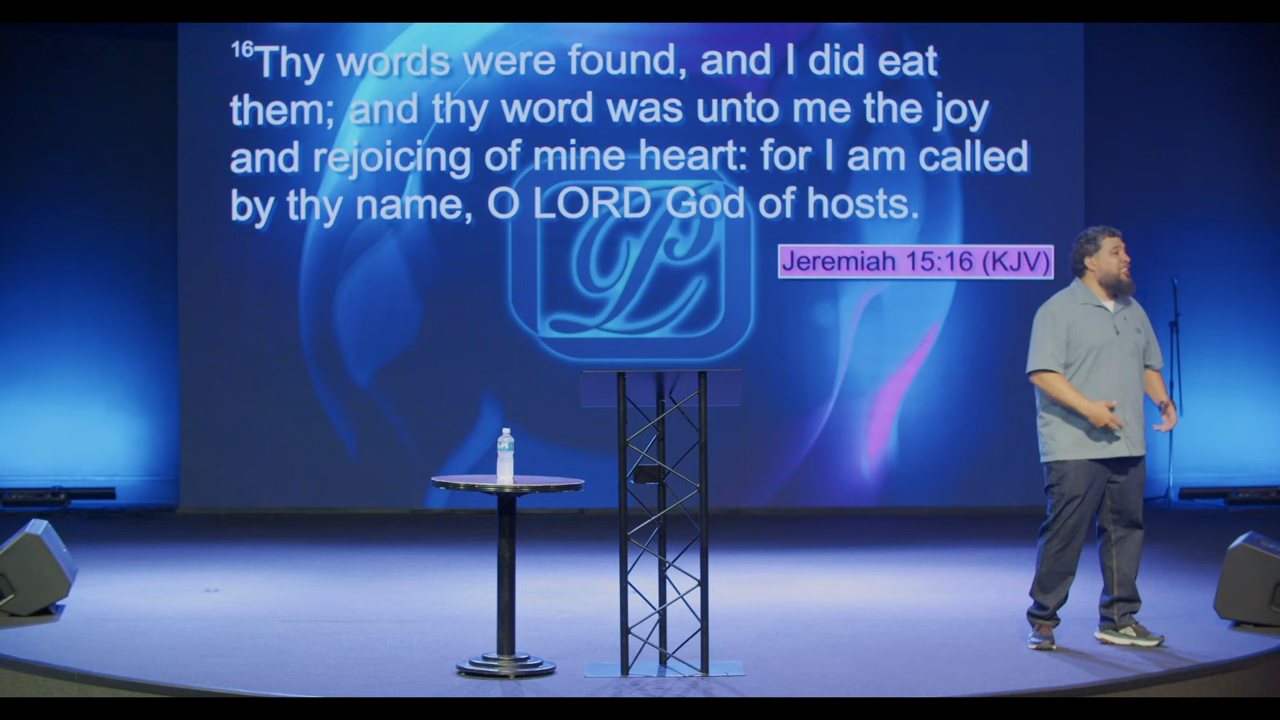 16Thy words were found, and I did eat
them; and thy word was unto me the joy
and rejoicing of mine heart: for I am called
by thy name, O LORD God of hosts.
Jeremiah 15:16 (KJV)